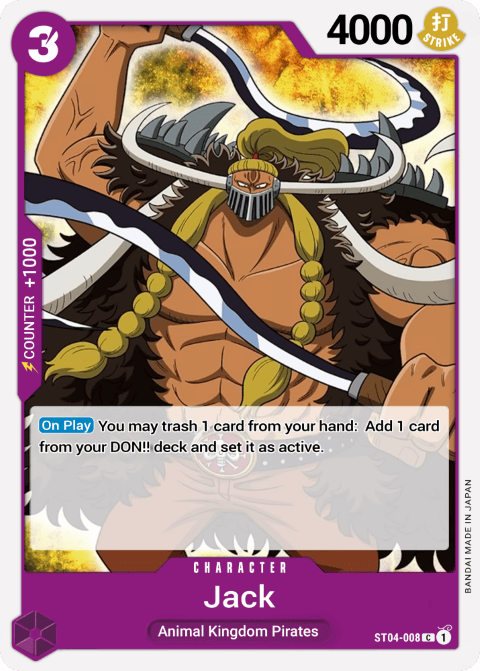 3
4000
打
STRIKE
COUNTER +1000
On Play You may trash 1 card from your hand: Add 1 card
from your DON!! deck and set it as active.
CHARACTER
Jack
Animal Kingdom Pirates
ST04-008 C 1
BANDAI MADE IN JAPAN